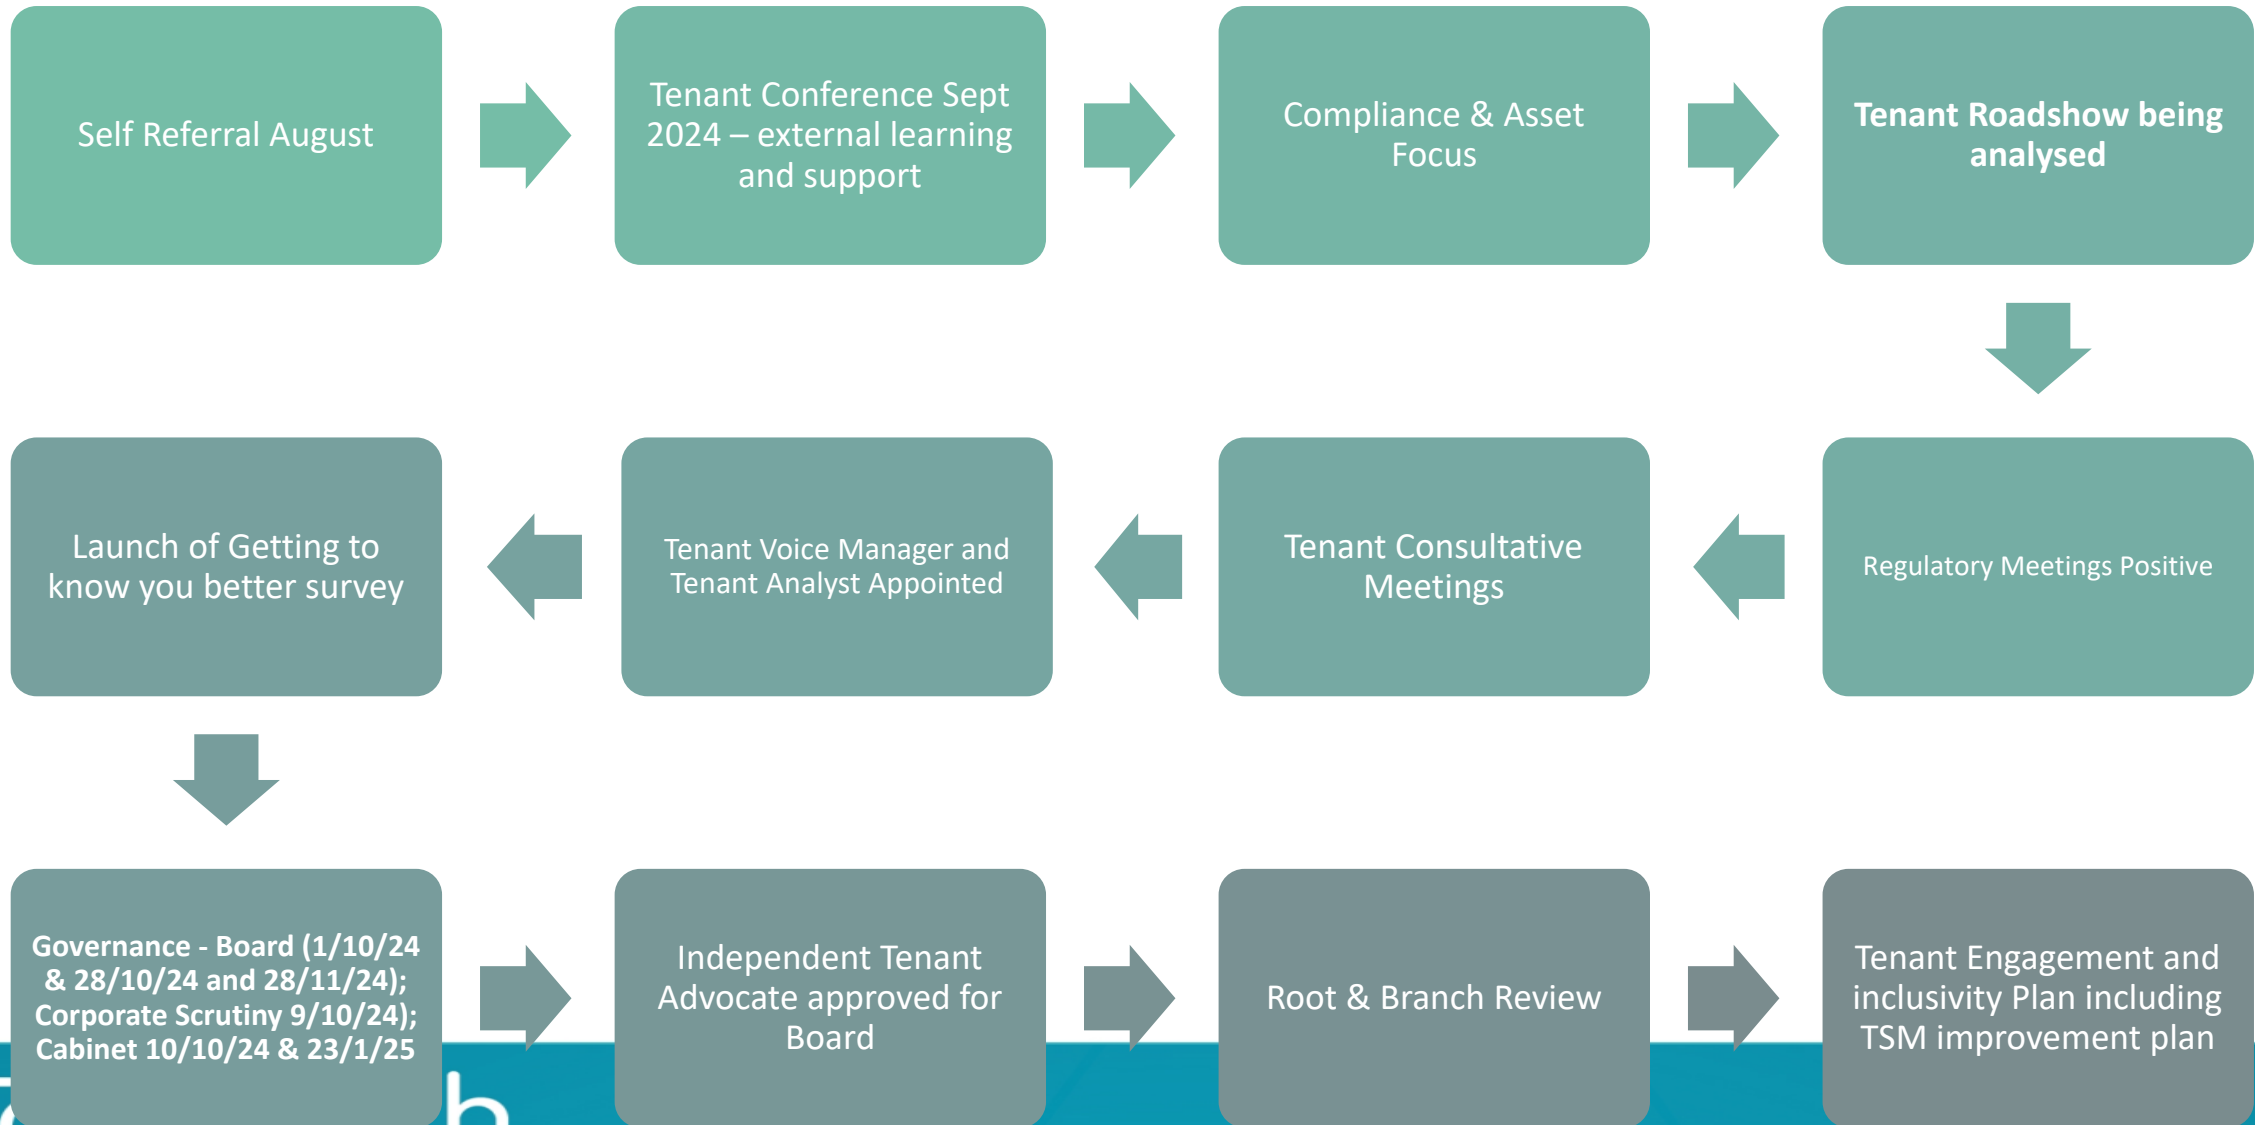 Self Referral August
Tenant Conference Sept
2024 – external learning
and support
Compliance & Asset
Focus
Tenant Roadshow being
analysed
Regulatory Meetings Positive
Tenant Consultative
Meetings
Tenant Voice Manager and
Tenant Analyst Appointed
Launch of Getting to
know you better survey
Governance - Board (1/10/24
& 28/10/24 and 28/11/24);
Corporate Scrutiny 9/10/24);
Cabinet 10/10/24 & 23/1/25
Independent Tenant
Advocate approved for
Board
Root & Branch Review
Tenant Engagement and
inclusivity Plan including
TSM improvement plan